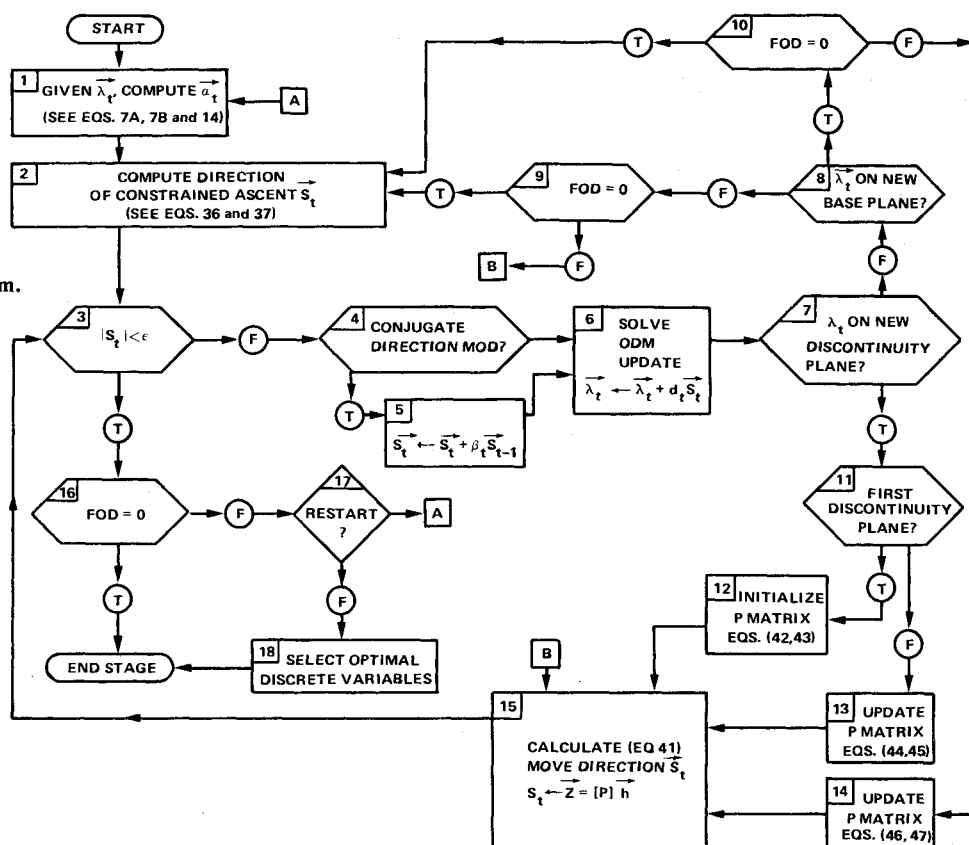 START
1
GIVEN λt, COMPUTE αt
(SEE EQS. 7A, 7B and 14)
A
2
COMPUTE DIRECTION
OF CONSTRAINED ASCENT St
(SEE EQS. 36 and 37)
10
FOD = 0
T
F
T
9
FOD = 0
T
F
B
F
8
λt ON NEW
BASE PLANE?
F
m.
3
|St|<ε
F
T
4
CONJUGATE
DIRECTION MOD?
T
5
St ← St + βt St-1
6
SOLVE
ODM
UPDATE
λt ← λt + dt St
7
λt ON NEW
DISCONTINUITY
PLANE?
T
16
FOD = 0
F
T
17
RESTART
?
A
F
18
SELECT OPTIMAL
DISCRETE VARIABLES
END STAGE
11
FIRST
DISCONTINUITY
PLANE?
T
F
12
INITIALIZE
P MATRIX
EQS. (42,43)
B
15
CALCULATE (EQ 41)
MOVE DIRECTION St
St ← Z = [P] h
13
UPDATE
P MATRIX
EQS. (44,45)
14
UPDATE
P MATRIX
EQS. (46, 47)